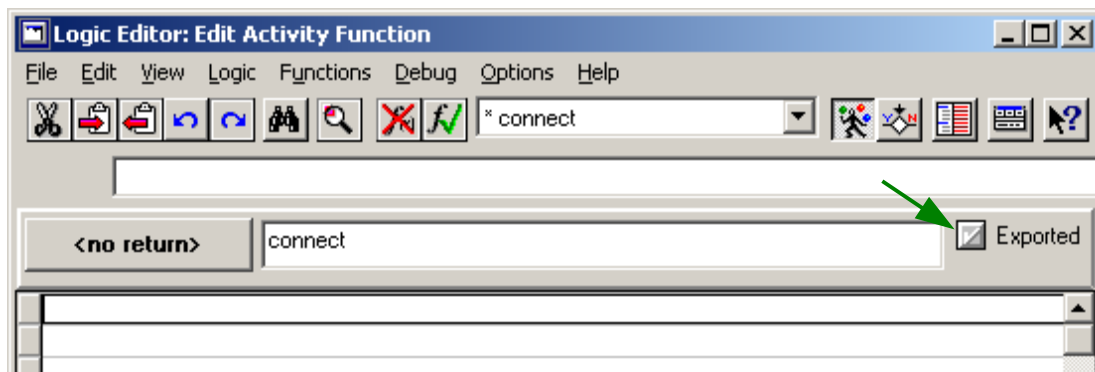 Logic Editor: Edit Activity Function
File Edit View Logic Functions Debug Options Help
* connect
<no return> connect Exported